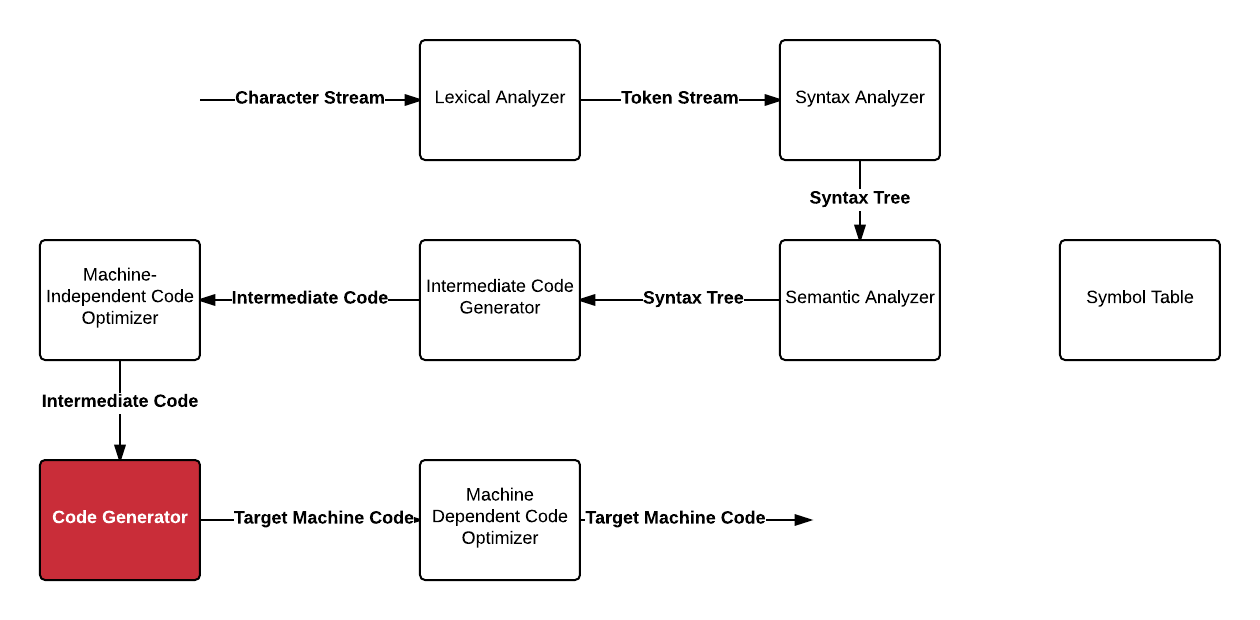 Character Stream
Lexical Analyzer
Token Stream
Syntax Analyzer
Syntax Tree
Machine-
Independent Code
Optimizer
Intermediate Code
Intermediate Code
Generator
Syntax Tree
Semantic Analyzer
Symbol Table
Intermediate Code
Code Generator
Target Machine Code
Machine
Dependent Code
Optimizer
Target Machine Code